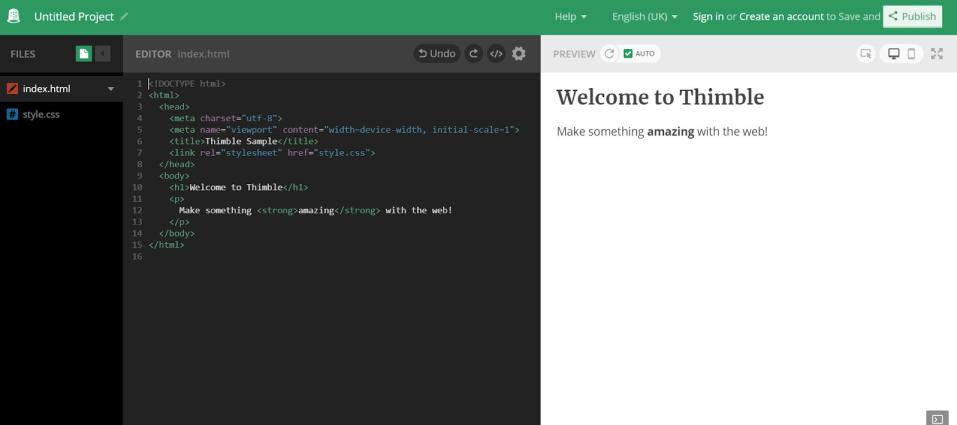 Untitled Project
Help
English (UK)
Sign in or Create an account to Save and
Publish
FILES
index.html
style.css
EDITOR index.html
Undo
1 <!DOCTYPE html>
2 <html>
3 <head>
4 <meta charset="utf-8">
5 <meta name="viewport" content="width=device-width, initial-scale=1">
6 <title>Thimble Sample</title>
7 <link rel="stylesheet" href="style.css">
8 </head>
9 <body>
10 <h1>Welcome to Thimble</h1>
11 <p>
12 Make something <strong>amazing</strong> with the web!
13 </p>
14 </body>
15 </html>
16
PREVIEW
AUTO
Welcome to Thimble
Make something amazing with the web!